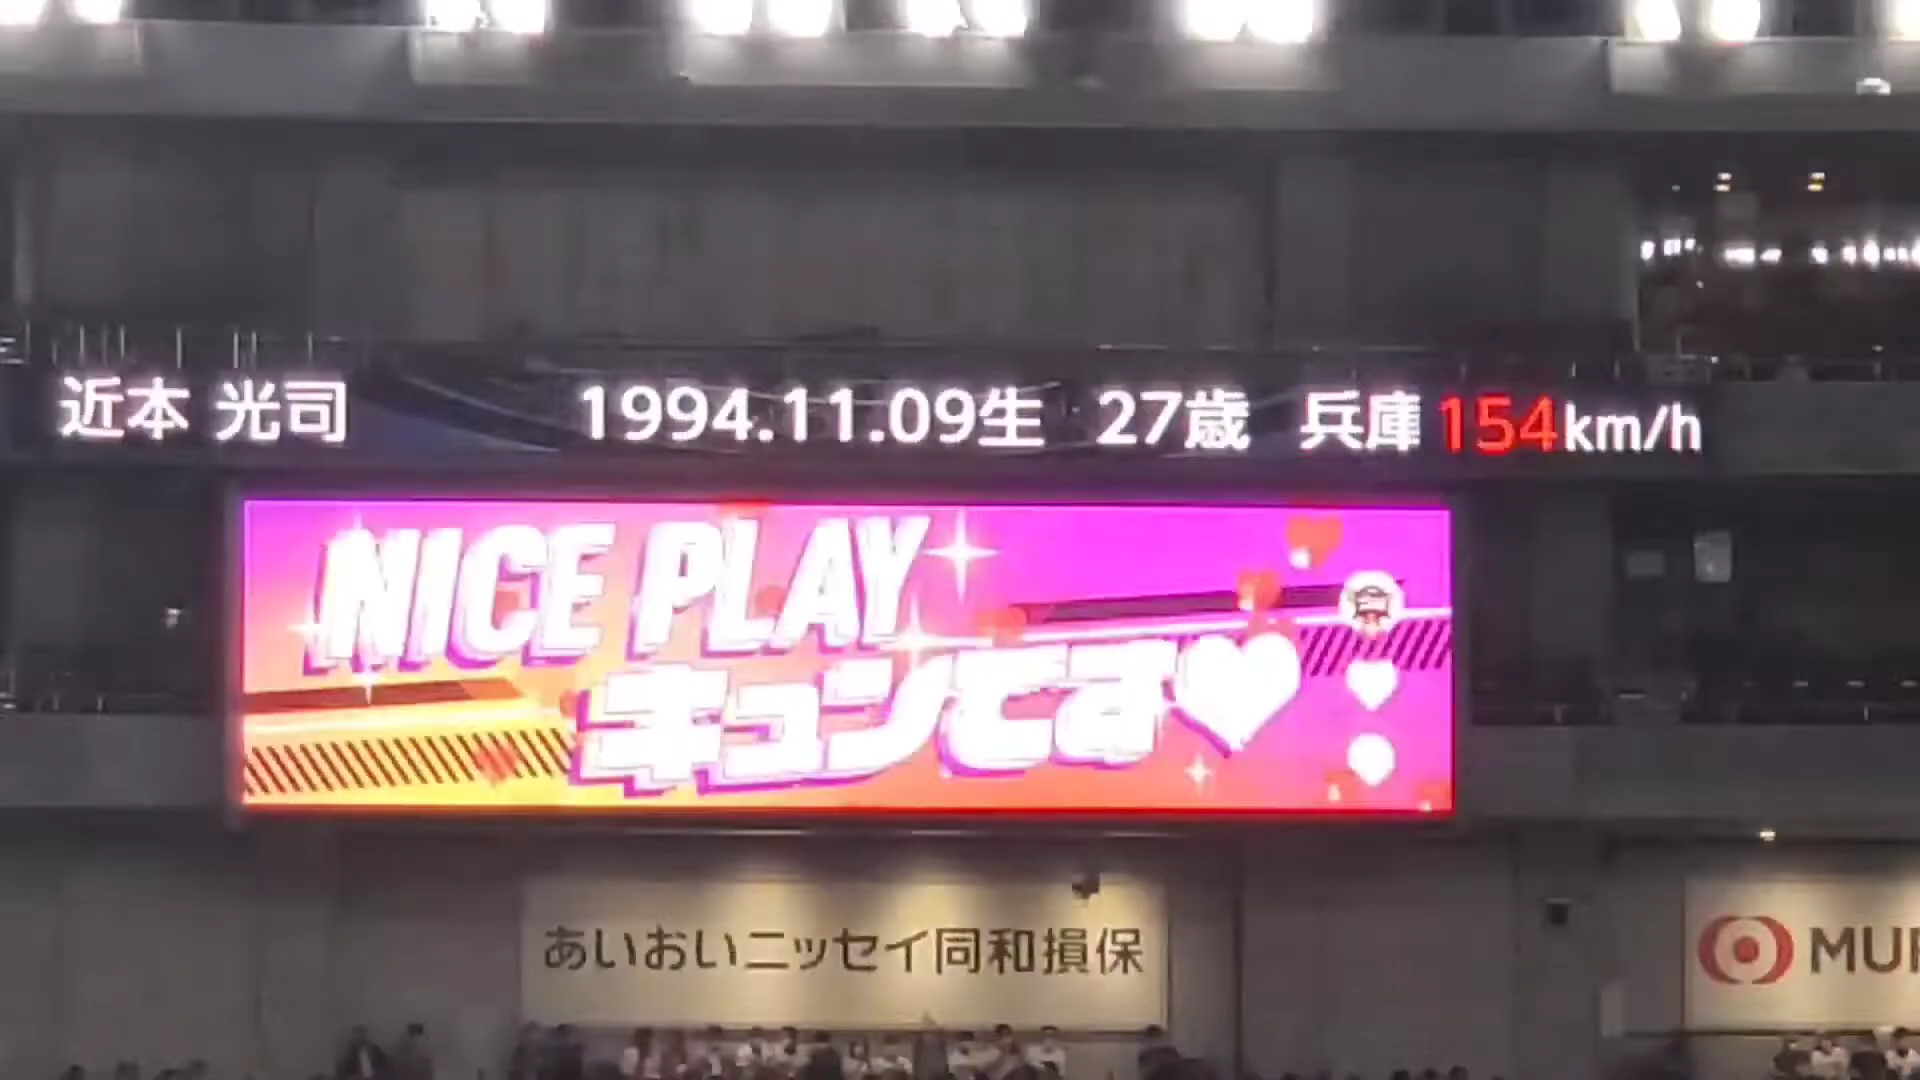 近本 光司 1994.11.09生 27歳 兵庫 154km/h
NICE PLAY
キュンです
あいおいニッセイ同和損保
MUF